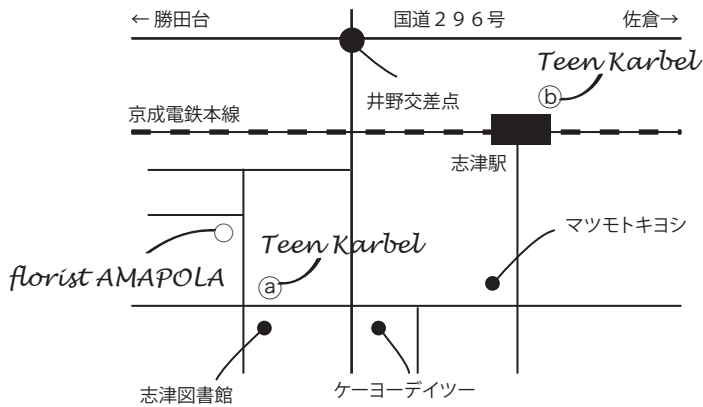 ← 勝田台
国道２９６号
佐倉→
Teen Karbel
ⓑ
井野交差点
京成電鉄本線
志津駅
マツモトキヨシ
Teen Karbel
florist AMAPOLA
ⓐ
志津図書館
ケーヨーデイツー